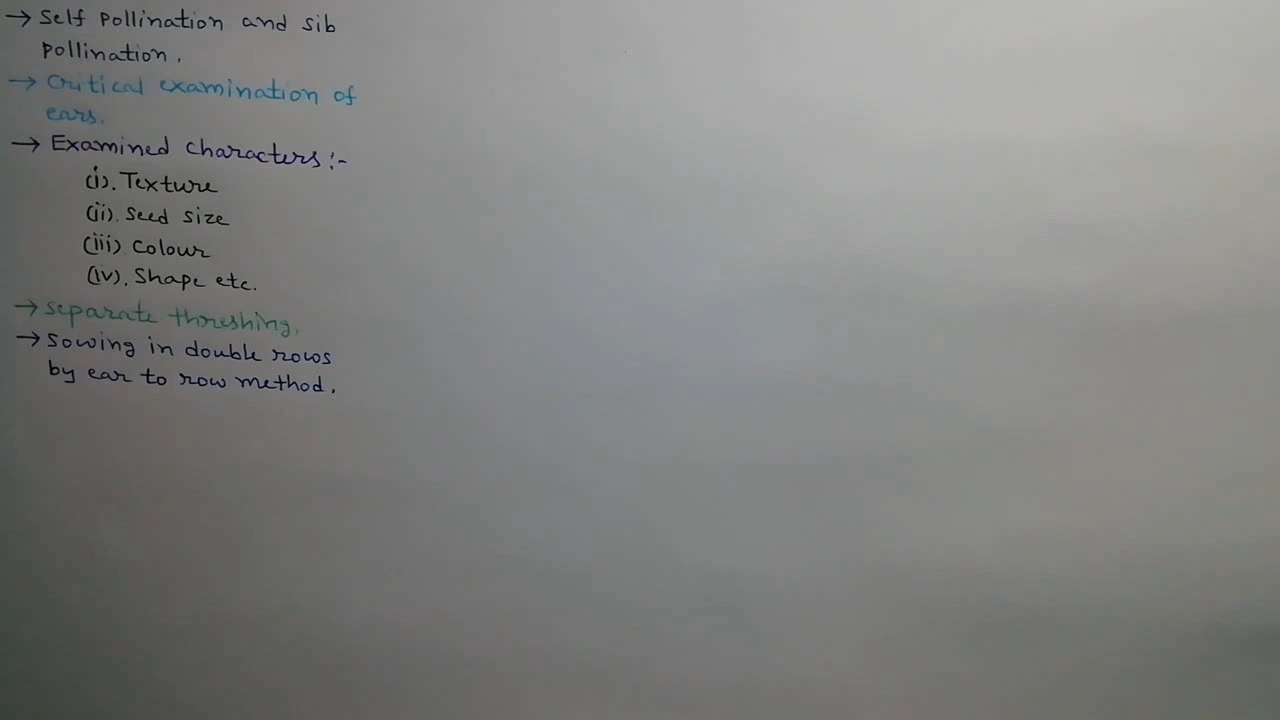 → Self Pollination and sib
pollination.
→ Critical examination of
ears.
→ Examined characters:-
(i). Texture
(ii). Seed size
(iii) Colour
(iv). Shape etc.
→ Separate threshing.
→ Sowing in double rows
by ear to row method.